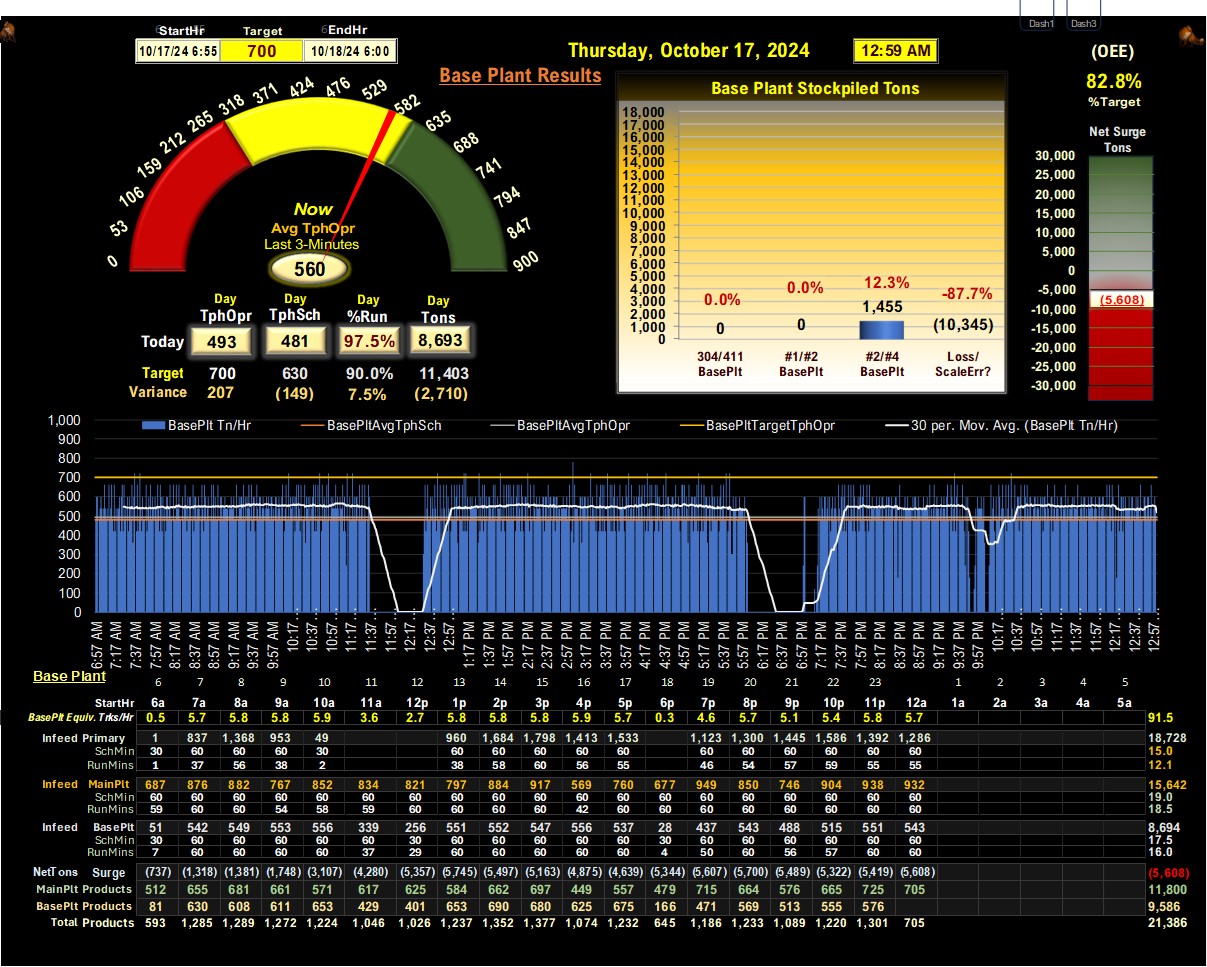 Dash1 Dash3
StartHr Target EndHr
10/17/24 6:55 700 10/18/24 6:00
Thursday, October 17, 2024 12:59 AM
(OEE)
82.8%
%Target
Base Plant Results
0 53 106 159 212 265 318 371 424 476 529 582 635 688 741 794 847 900
Now
Avg TphOpr
Last 3-Minutes
560
Day Day Day Day
TphOpr TphSch %Run Tons
Today 493 481 97.5% 8,693
Target 700 630 90.0% 11,403
Variance 207 (149) 7.5% (2,710)
Base Plant Stockpiled Tons
18,000
17,000
16,000
15,000
14,000
13,000
12,000
11,000
10,000
9,000
8,000
7,000
6,000
5,000
4,000
3,000
2,000
1,000
0
0.0% 0.0% 12.3% -87.7%
0 0 1,455 (10,345)
304/411 #1/#2 #2/#4 Loss/
BasePlt BasePlt BasePlt ScaleErr?
Net Surge
Tons
30,000
25,000
20,000
15,000
10,000
5,000
0
-5,000
(5,608)
-10,000
-15,000
-20,000
-25,000
-30,000
BasePlt Tn/Hr BasePltAvgTphSch BasePltAvgTphOpr BasePltTargetTphOpr 30 per. Mov. Avg. (BasePlt Tn/Hr)
1,000
900
800
700
600
500
400
300
200
100
0
6:57 AM 7:17 AM 7:37 AM 7:57 AM 8:17 AM 8:37 AM 8:57 AM 9:17 AM 9:37 AM 9:57 AM 10:17... 10:37... 10:57... 11:17... 11:37... 11:57... 12:17... 12:37... 12:57... 1:17 PM 1:37 PM 1:57 PM 2:17 PM 2:37 PM 2:57 PM 3:17 PM 3:37 PM 3:57 PM 4:17 PM 4:37 PM 4:57 PM 5:17 PM 5:37 PM 5:57 PM 6:17 PM 6:37 PM 6:57 PM 7:17 PM 7:37 PM 7:57 PM 8:17 PM 8:37 PM 8:57 PM 9:17 PM 9:37 PM 9:57 PM 10:17... 10:37... 10:57... 11:17... 11:37... 11:57... 12:17... 12:37... 12:57...
Base Plant 6 7 8 9 10 11 12 13 14 15 16 17 18 19 20 21 22 23 1 2 3 4 5
StartHr 6a 7a 8a 9a 10a 11a 12p 1p 2p 3p 4p 5p 6p 7p 8p 9p 10p 11p 12a 1a 2a 3a 4a 5a
BasePlt Equiv. Trks/Hr 0.5 5.7 5.8 5.8 5.9 3.6 2.7 5.8 5.8 5.8 5.9 5.7 0.3 4.6 5.7 5.1 5.4 5.8 5.7 91.5
Infeed Primary 1 837 1,368 953 49 960 1,684 1,798 1,413 1,533 1,123 1,300 1,445 1,586 1,392 1,286 18,728
SchMin 30 60 60 60 30 60 60 60 60 60 60 60 60 60 60 60 15.0
RunMins 1 37 56 38 2 38 58 60 56 55 46 54 57 59 55 55 12.1
Infeed MainPlt 687 876 882 767 852 834 821 797 884 917 569 760 677 949 850 746 904 938 932 15,642
SchMin 60 60 60 60 60 60 60 60 60 60 60 60 60 60 60 60 60 60 60 19.0
RunMins 59 60 60 54 58 59 60 60 60 60 42 60 60 60 60 60 60 60 60 18.5
Infeed BasePlt 51 542 549 553 556 339 256 551 552 547 556 537 28 437 543 488 515 551 543 8,694
SchMin 30 60 60 60 60 60 30 60 60 60 60 60 30 60 60 60 60 60 60 17.5
RunMins 7 60 60 60 60 37 29 60 60 60 60 60 4 50 60 56 57 60 60 16.0
NetTons Surge (737) (1,318) (1,381) (1,748) (3,107) (4,280) (5,357) (5,745) (5,497) (5,163) (4,875) (4,639) (5,344) (5,607) (5,700) (5,489) (5,322) (5,419) (5,608) (5,608)
MainPlt Products 512 655 681 661 571 617 625 584 662 697 449 557 479 715 664 576 665 725 705 11,800
BasePlt Products 81 630 608 611 653 429 401 653 690 680 625 675 166 471 569 513 555 576 9,586
Total Products 593 1,285 1,289 1,272 1,224 1,046 1,026 1,237 1,352 1,377 1,074 1,232 645 1,186 1,233 1,089 1,220 1,301 705 21,386